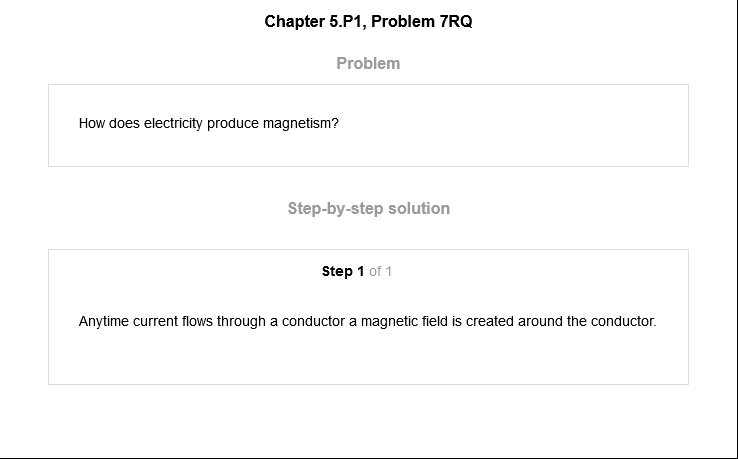 Chapter 5.P1, Problem 7RQ
Problem
How does electricity produce magnetism?
Step-by-step solution
Step 1 of 1
Anytime current flows through a conductor a magnetic field is created around the conductor.